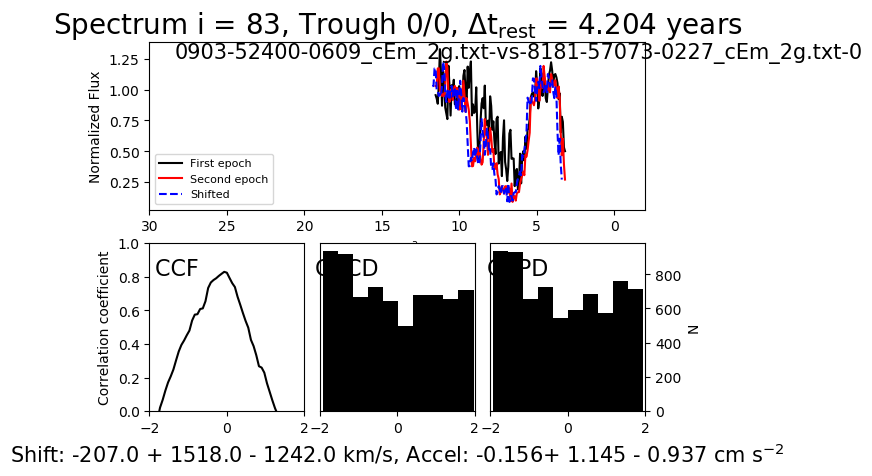 Spectrum i = 83, Trough 0/0, Δt_rest = 4.204 years
0903-52400-0609_cEm_2g.txt-vs-8181-57073-0227_cEm_2g.txt-0
Normalized Flux
1.25
1.00
0.75
0.50
0.25
First epoch
Second epoch
Shifted
30 25 20 15 10 5 0
Correlation coefficient
1.0
0.8
0.6
0.4
0.2
0.0
CCF
−2 0 2
0
−2 0 2
800
600
400
200
0
N
Shift: -207.0 + 1518.0 - 1242.0 km/s, Accel: -0.156+ 1.145 - 0.937 cm s⁻²